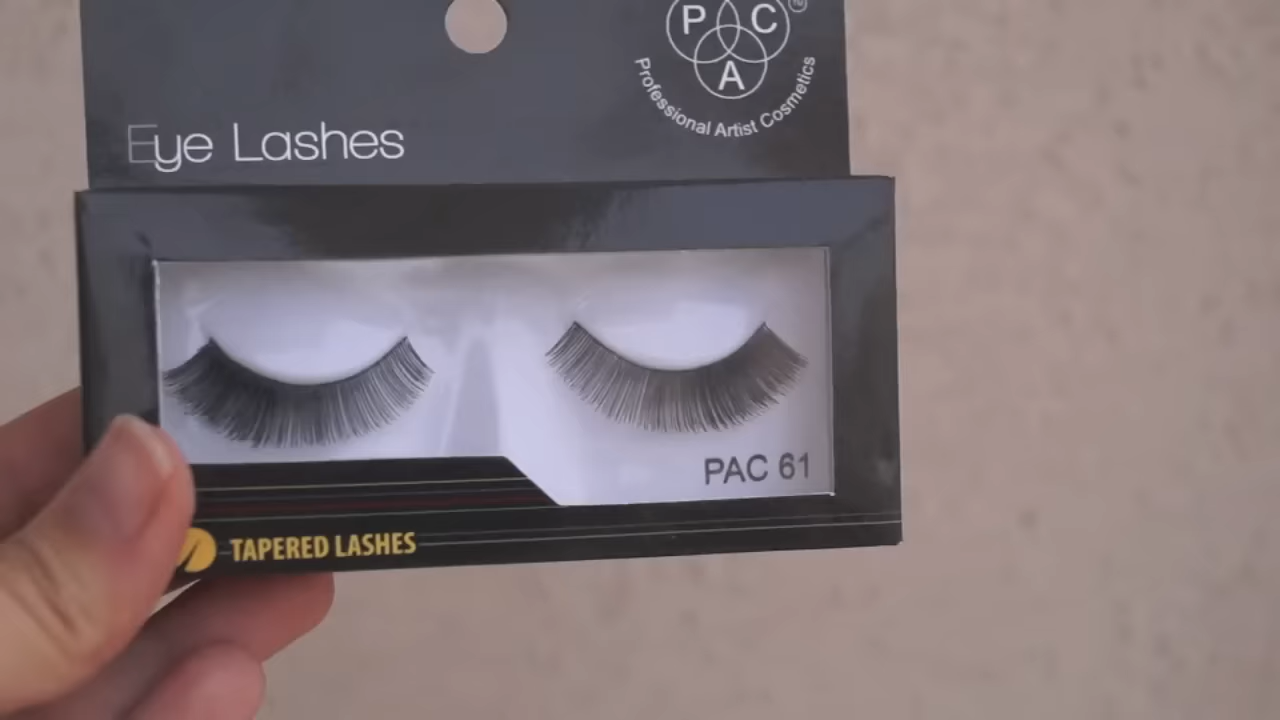 P C
A
Professional Artist Cosmetics
Eye Lashes
PAC 61
TAPERED LASHES